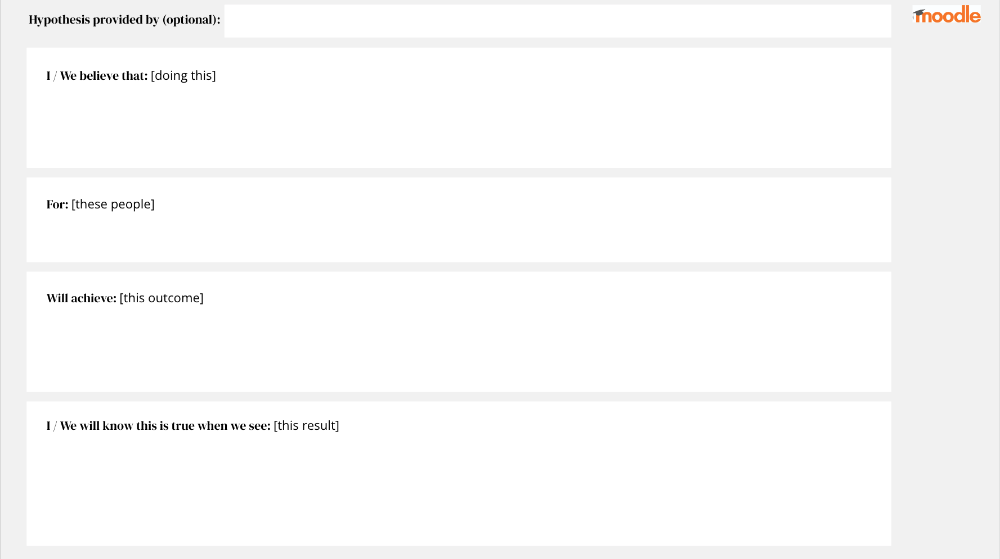 Hypothesis provided by (optional):
moodle
I / We believe that: [doing this]
For: [these people]
Will achieve: [this outcome]
I / We will know this is true when we see: [this result]